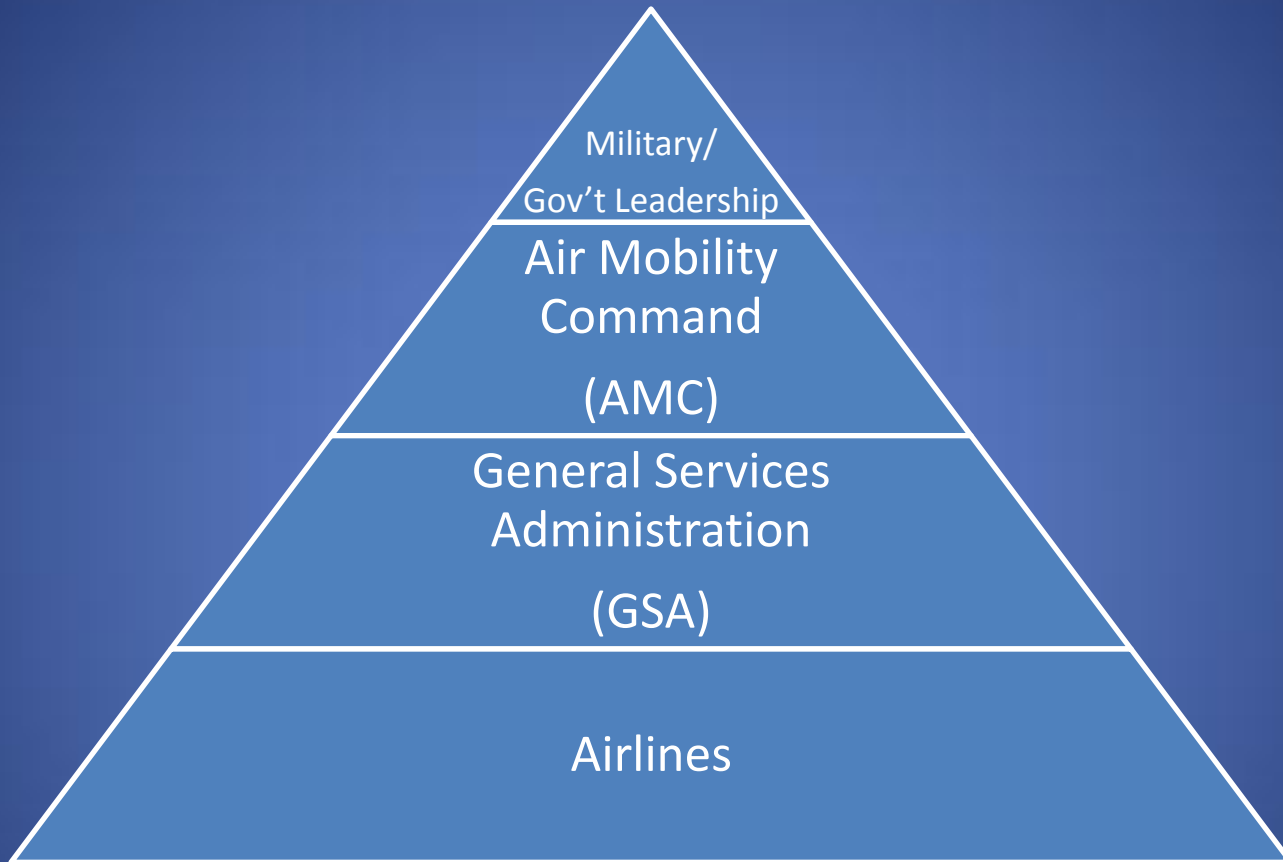 Military/
Gov’t Leadership
Air Mobility
Command
(AMC)
General Services
Administration
(GSA)
Airlines